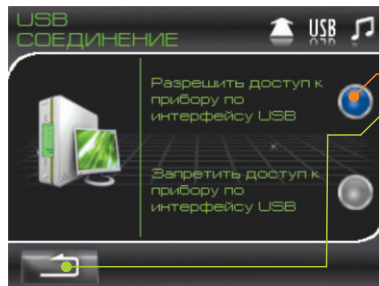 USB
СОЕДИНЕНИЕ
USB
Разрешить доступ к
прибору по
интерфейсу USB
Запретить доступ к
прибору по
интерфейсу USB